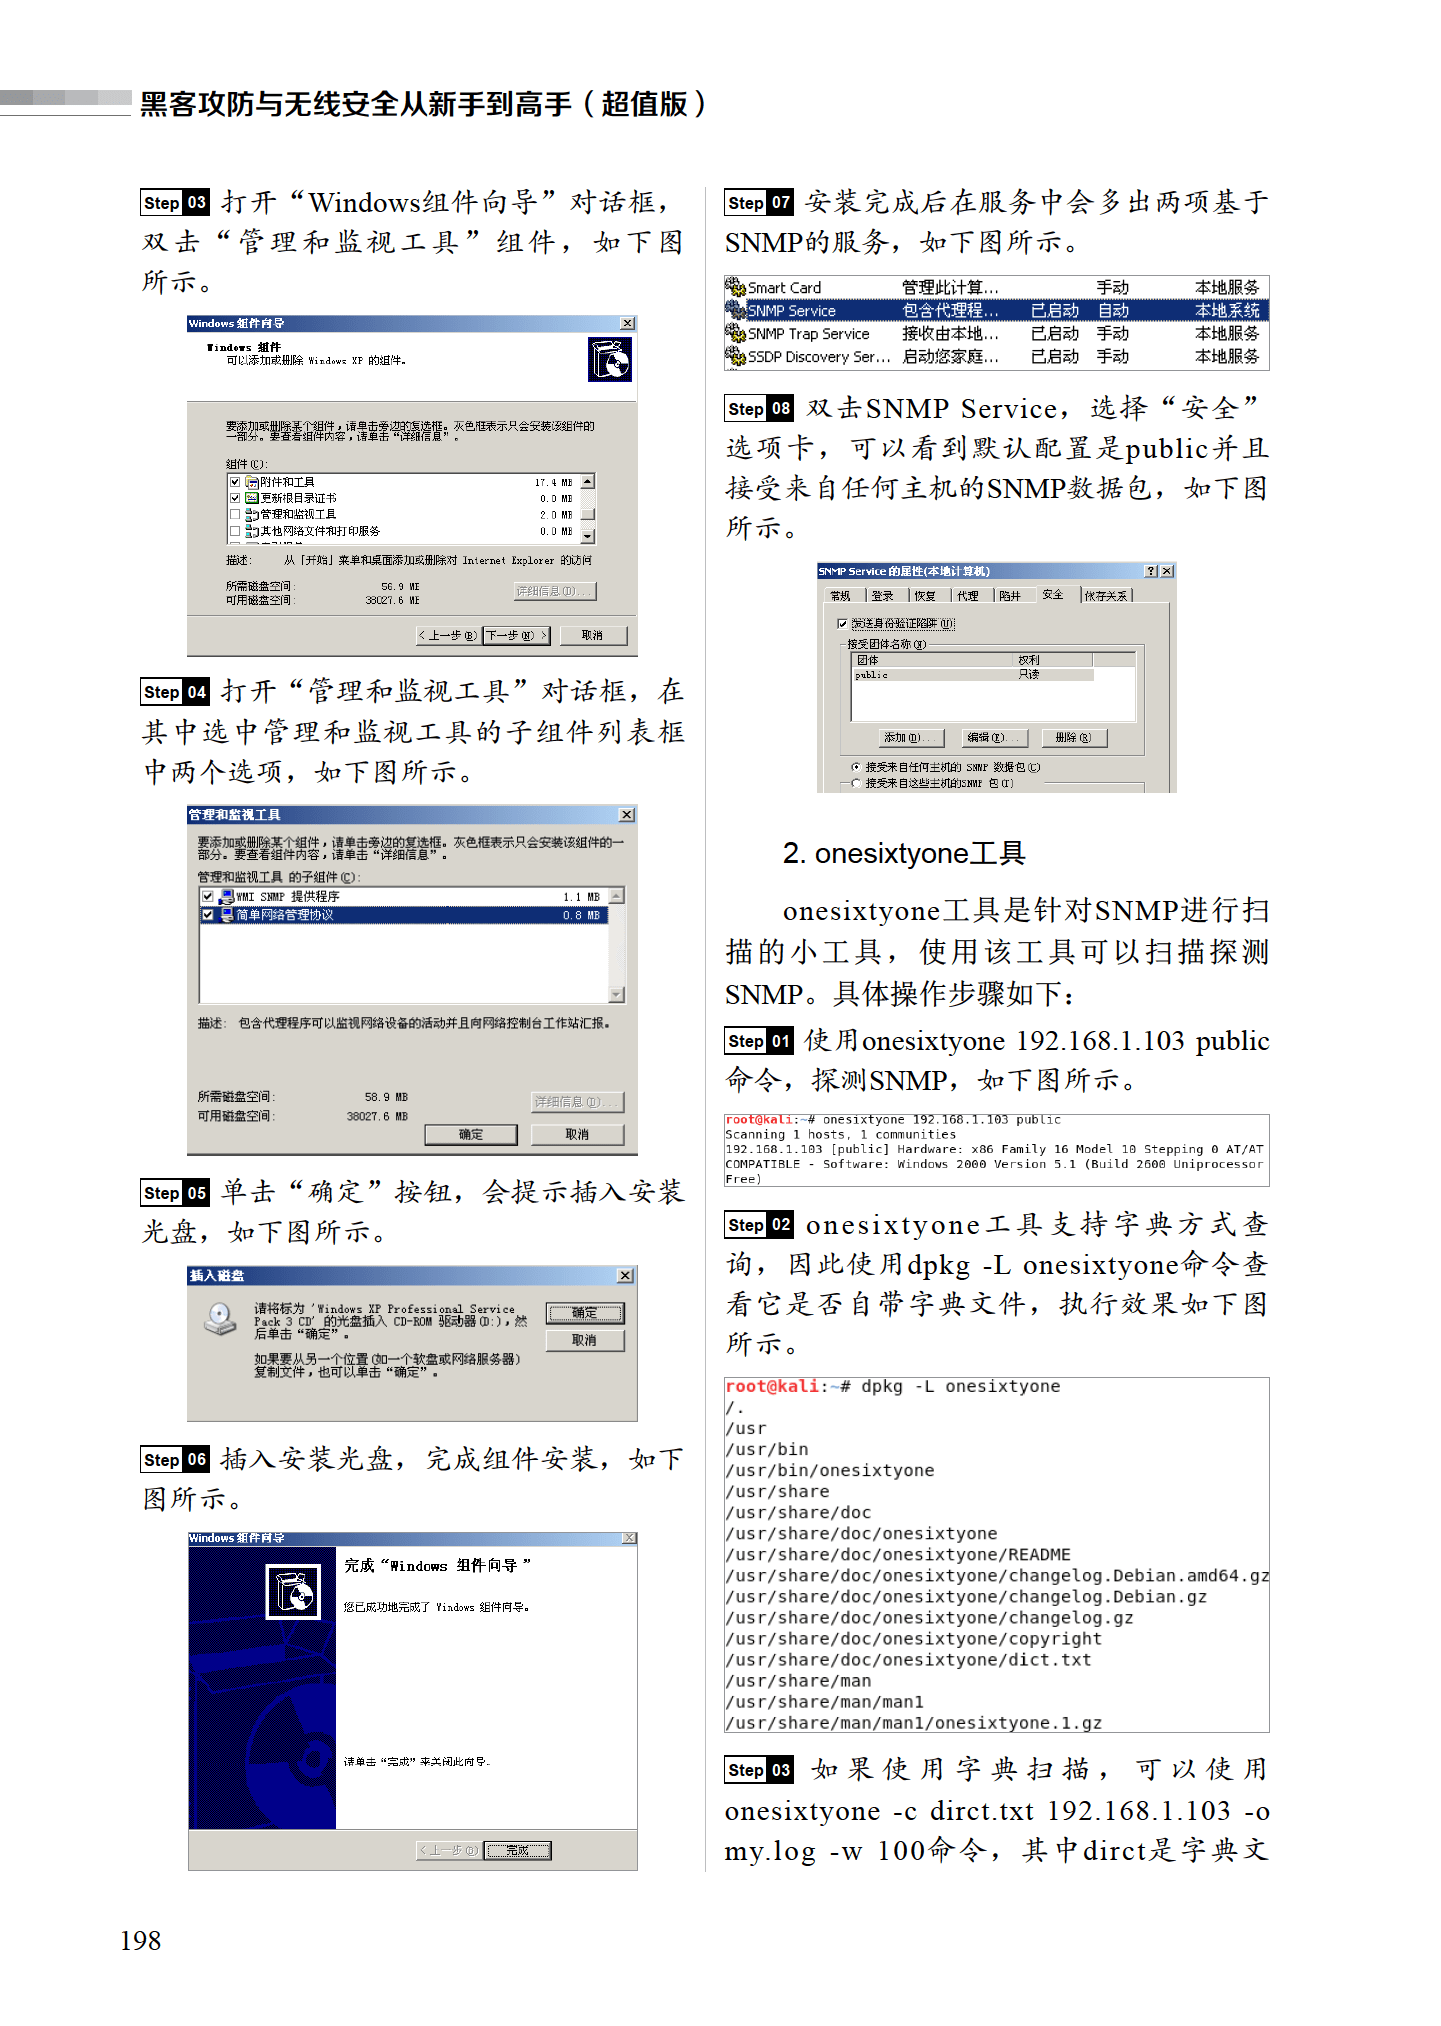 黑客攻防与无线安全从新手到高手（超值版）
Step 03 打开“Windows组件向导”对话框，
双击“管理和监视工具”组件，如下图
所示。
Windows 组件向导
Windows 组件
可以添加或删除 Windows XP 的组件。
要添加或删除某个组件，请单击旁边的复选框。灰色框表示只会安装该组件的
一部分。要查看组件内容，请单击“详细信息”。
组件(C):
附件和工具 17.4 MB
更新根目录证书 0.0 MB
管理和监视工具 2.0 MB
其他网络文件和打印服务 0.0 MB
描述: 从「开始」菜单和桌面添加或删除对 Internet Explorer 的访问
所需磁盘空间: 56.9 MB 详细信息(D)...
可用磁盘空间: 38027.6 MB
< 上一步(B) 下一步(N) > 取消
Step 04 打开“管理和监视工具”对话框，在
其中选中管理和监视工具的子组件列表框
中两个选项，如下图所示。
管理和监视工具
要添加或删除某个组件，请单击旁边的复选框。灰色框表示只会安装该组件的一
部分。要查看组件内容，请单击“详细信息”。
管理和监视工具 的子组件(C):
WMI SNMP 提供程序 1.1 MB
简单网络管理协议 0.8 MB
描述: 包含代理程序可以监视网络设备的活动并且向网络控制台工作站汇报。
所需磁盘空间: 58.9 MB 详细信息(D)...
可用磁盘空间: 38027.6 MB
确定 取消
Step 05 单击“确定”按钮，会提示插入安装
光盘，如下图所示。
插入磁盘
请将标为 'Windows XP Professional Service
Pack 3 CD' 的光盘插入 CD-ROM 驱动器(D:)，然
后单击“确定”。
如果要从另一个位置(如一个软盘或网络服务器)
复制文件，也可以单击“确定”。
确定
取消
Step 06 插入安装光盘，完成组件安装，如下
图所示。
Windows 组件向导
完成“Windows 组件向导”
您已成功地完成了 Windows 组件向导。
请单击“完成”来关闭此向导。
< 上一步(B) 完成
198
Step 07 安装完成后在服务中会多出两项基于
SNMP的服务，如下图所示。
Smart Card 管理此计算... 手动 本地服务
SNMP Service 包含代理程... 已启动 自动 本地系统
SNMP Trap Service 接收由本地... 已启动 手动 本地服务
SSDP Discovery Ser... 启动您家庭... 已启动 手动 本地服务
Step 08 双击SNMP Service，选择“安全”
选项卡，可以看到默认配置是public并且
接受来自任何主机的SNMP数据包，如下图
所示。
SNMP Service 的属性(本地计算机)
常规 登录 恢复 代理 陷井 安全 依存关系
发送身份验证陷阱(U)
接受团体名称(M)
团体 权利
public 只读
添加(D)... 编辑(E)... 删除(R)
接受来自任何主机的 SNMP 数据包(C)
接受来自这些主机的SNMP 包(T)
2. onesixtyone工具
onesixtyone工具是针对SNMP进行扫
描的小工具，使用该工具可以扫描探测
SNMP。具体操作步骤如下：
Step 01 使用onesixtyone 192.168.1.103 public
命令，探测SNMP，如下图所示。
root@kali:~# onesixtyone 192.168.1.103 public
Scanning 1 hosts, 1 communities
192.168.1.103 [public] Hardware: x86 Family 16 Model 10 Stepping 0 AT/AT
COMPATIBLE - Software: Windows 2000 Version 5.1 (Build 2600 Uniprocessor
Free)
Step 02 onesixtyone工具支持字典方式查
询，因此使用dpkg -L onesixtyone命令查
看它是否自带字典文件，执行效果如下图
所示。
root@kali:~# dpkg -L onesixtyone
/.
/usr
/usr/bin
/usr/bin/onesixtyone
/usr/share
/usr/share/doc
/usr/share/doc/onesixtyone
/usr/share/doc/onesixtyone/README
/usr/share/doc/onesixtyone/changelog.Debian.amd64.gz
/usr/share/doc/onesixtyone/changelog.Debian.gz
/usr/share/doc/onesixtyone/changelog.gz
/usr/share/doc/onesixtyone/copyright
/usr/share/doc/onesixtyone/dict.txt
/usr/share/man
/usr/share/man/man1
/usr/share/man/man1/onesixtyone.1.gz
Step 03 如果使用字典扫描，可以使用
onesixtyone -c dirct.txt 192.168.1.103 -o
my.log -w 100命令，其中dirct是字典文